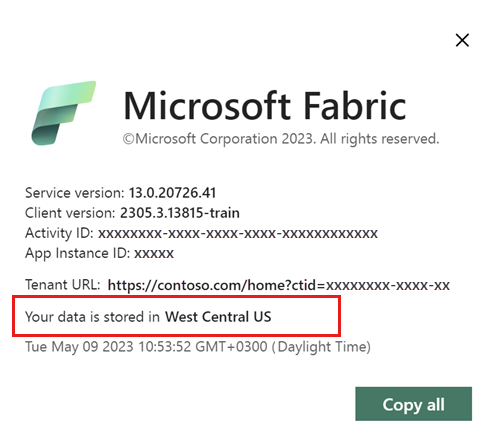 Microsoft Fabric
©Microsoft Corporation 2023. All rights reserved.
Service version: 13.0.20726.41
Client version: 2305.3.13815-train
Activity ID: xxxxxxxx-xxxx-xxxx-xxxx-xxxxxxxxxxxx
App Instance ID: xxxxx
Tenant URL: https://contoso.com/home?ctid=xxxxxxxx-xxxx-xx
Your data is stored in West Central US
Tue May 09 2023 10:53:52 GMT+0300 (Daylight Time)
Copy all